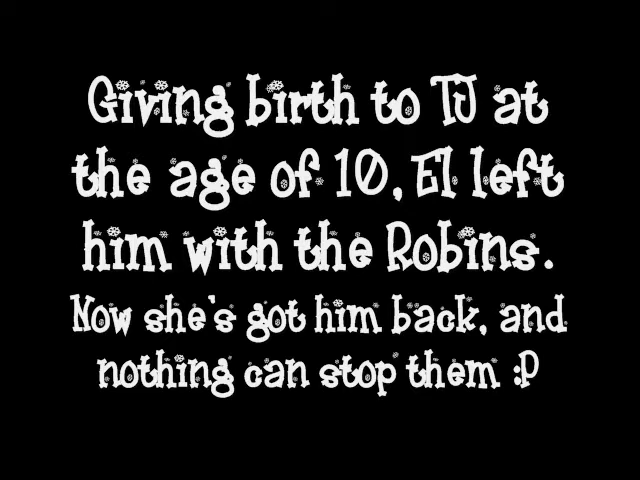 Giving birth to TJ at
the age of 10, El left
him with the Robins.
Now she's got him back, and
nothing can stop them :P